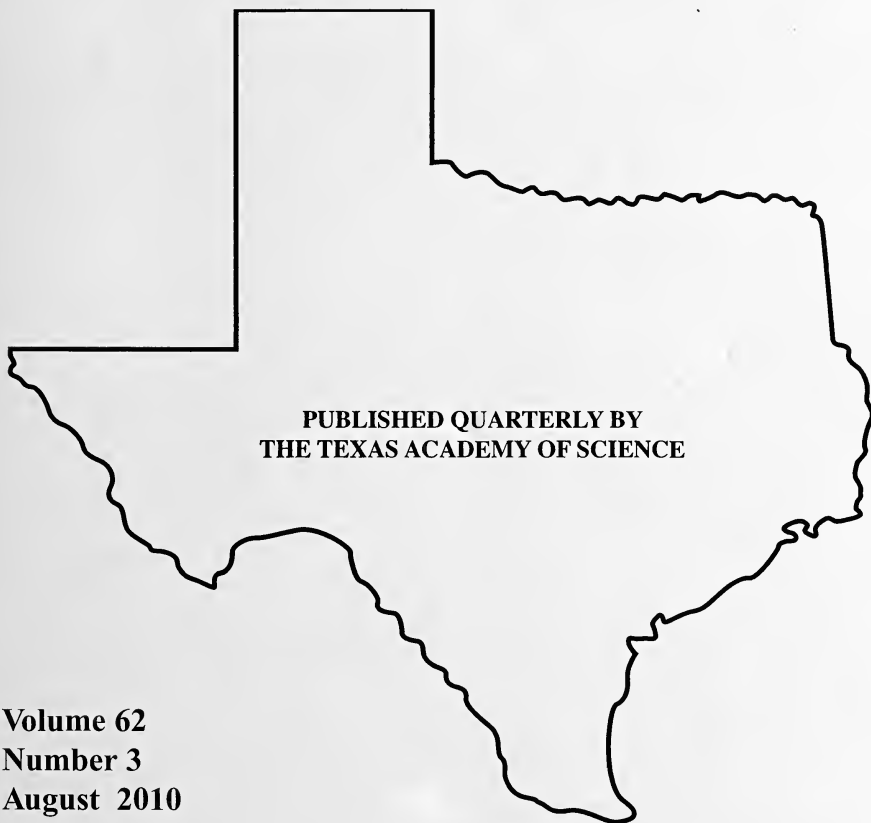 PUBLISHED QUARTERLY BY
THE TEXAS ACADEMY OF SCIENCE
Volume 62
Number 3
August 2010